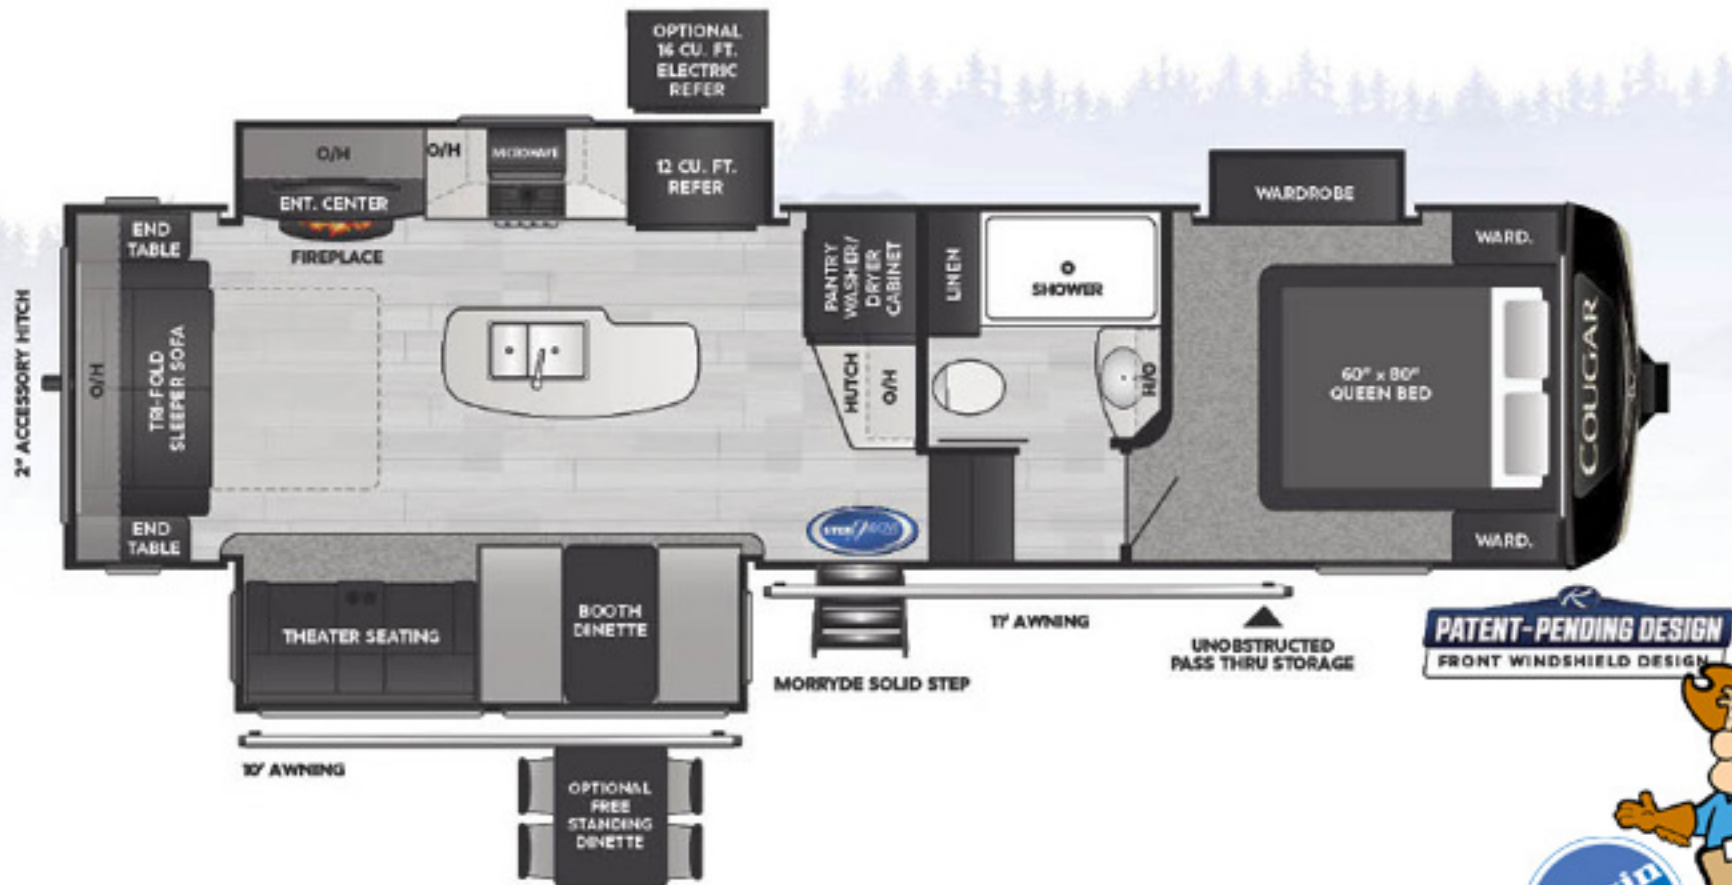 OPTIONAL
16 CU. FT.
ELECTRIC
REFER
O/H
O/H
MICROWAVE
12 CU. FT.
REFER
ENT. CENTER
FIREPLACE
WARDROBE
END
TABLE
WARD.
PANTRY
WASHER/
DRYER
CABINET
LINEN
SHOWER
2" ACCESSORY HITCH
O/H
TRI-FOLD
SLEEPER SOFA
HUTCH
O/H
O/H
60" x 80"
QUEEN BED
COUGAR
END
TABLE
STEP ABOVE
WARD.
THEATER SEATING
BOOTH
DINETTE
11' AWNING
UNOBSTRUCTED
PASS THRU STORAGE
PATENT-PENDING DESIGN
FRONT WINDSHIELD DESIGN
MORRYDE SOLID STEP
10' AWNING
OPTIONAL
FREE
STANDING
DINETTE